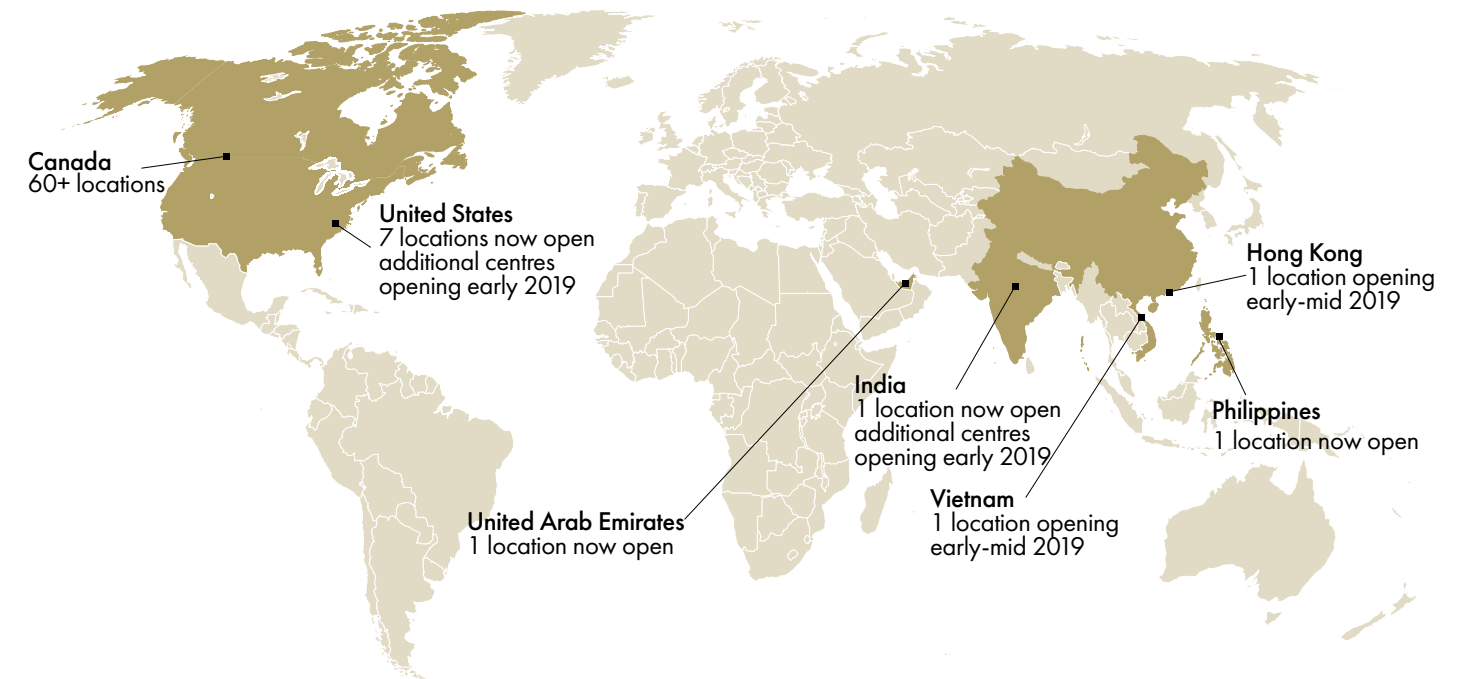 Canada
60+ locations
United States
7 locations now open
additional centres
opening early 2019
Hong Kong
1 location opening
early-mid 2019
India
1 location now open
additional centres
opening early 2019
Philippines
1 location now open
Vietnam
1 location opening
early-mid 2019
United Arab Emirates
1 location now open